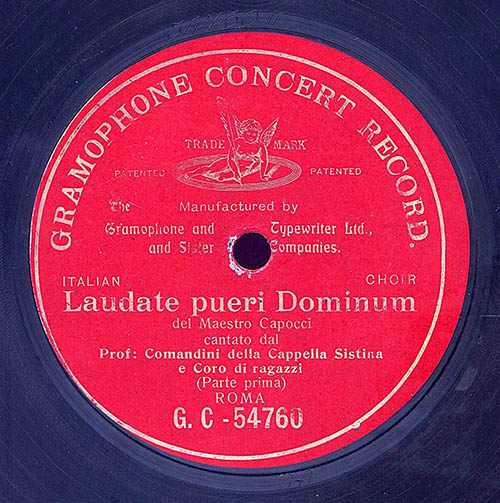 GRAMOPHONE CONCERT RECORD.
TRADE MARK
PATENTED PATENTED
The Manufactured by
Gramophone and Typewriter Ltd.,
and Sister Companies.
ITALIAN CHOIR
Laudate pueri Dominum
del Maestro Capocci
cantato dal
Prof: Comandini della Cappella Sistina
e Coro di ragazzi
(Parte prima)
ROMA
G. C - 54760